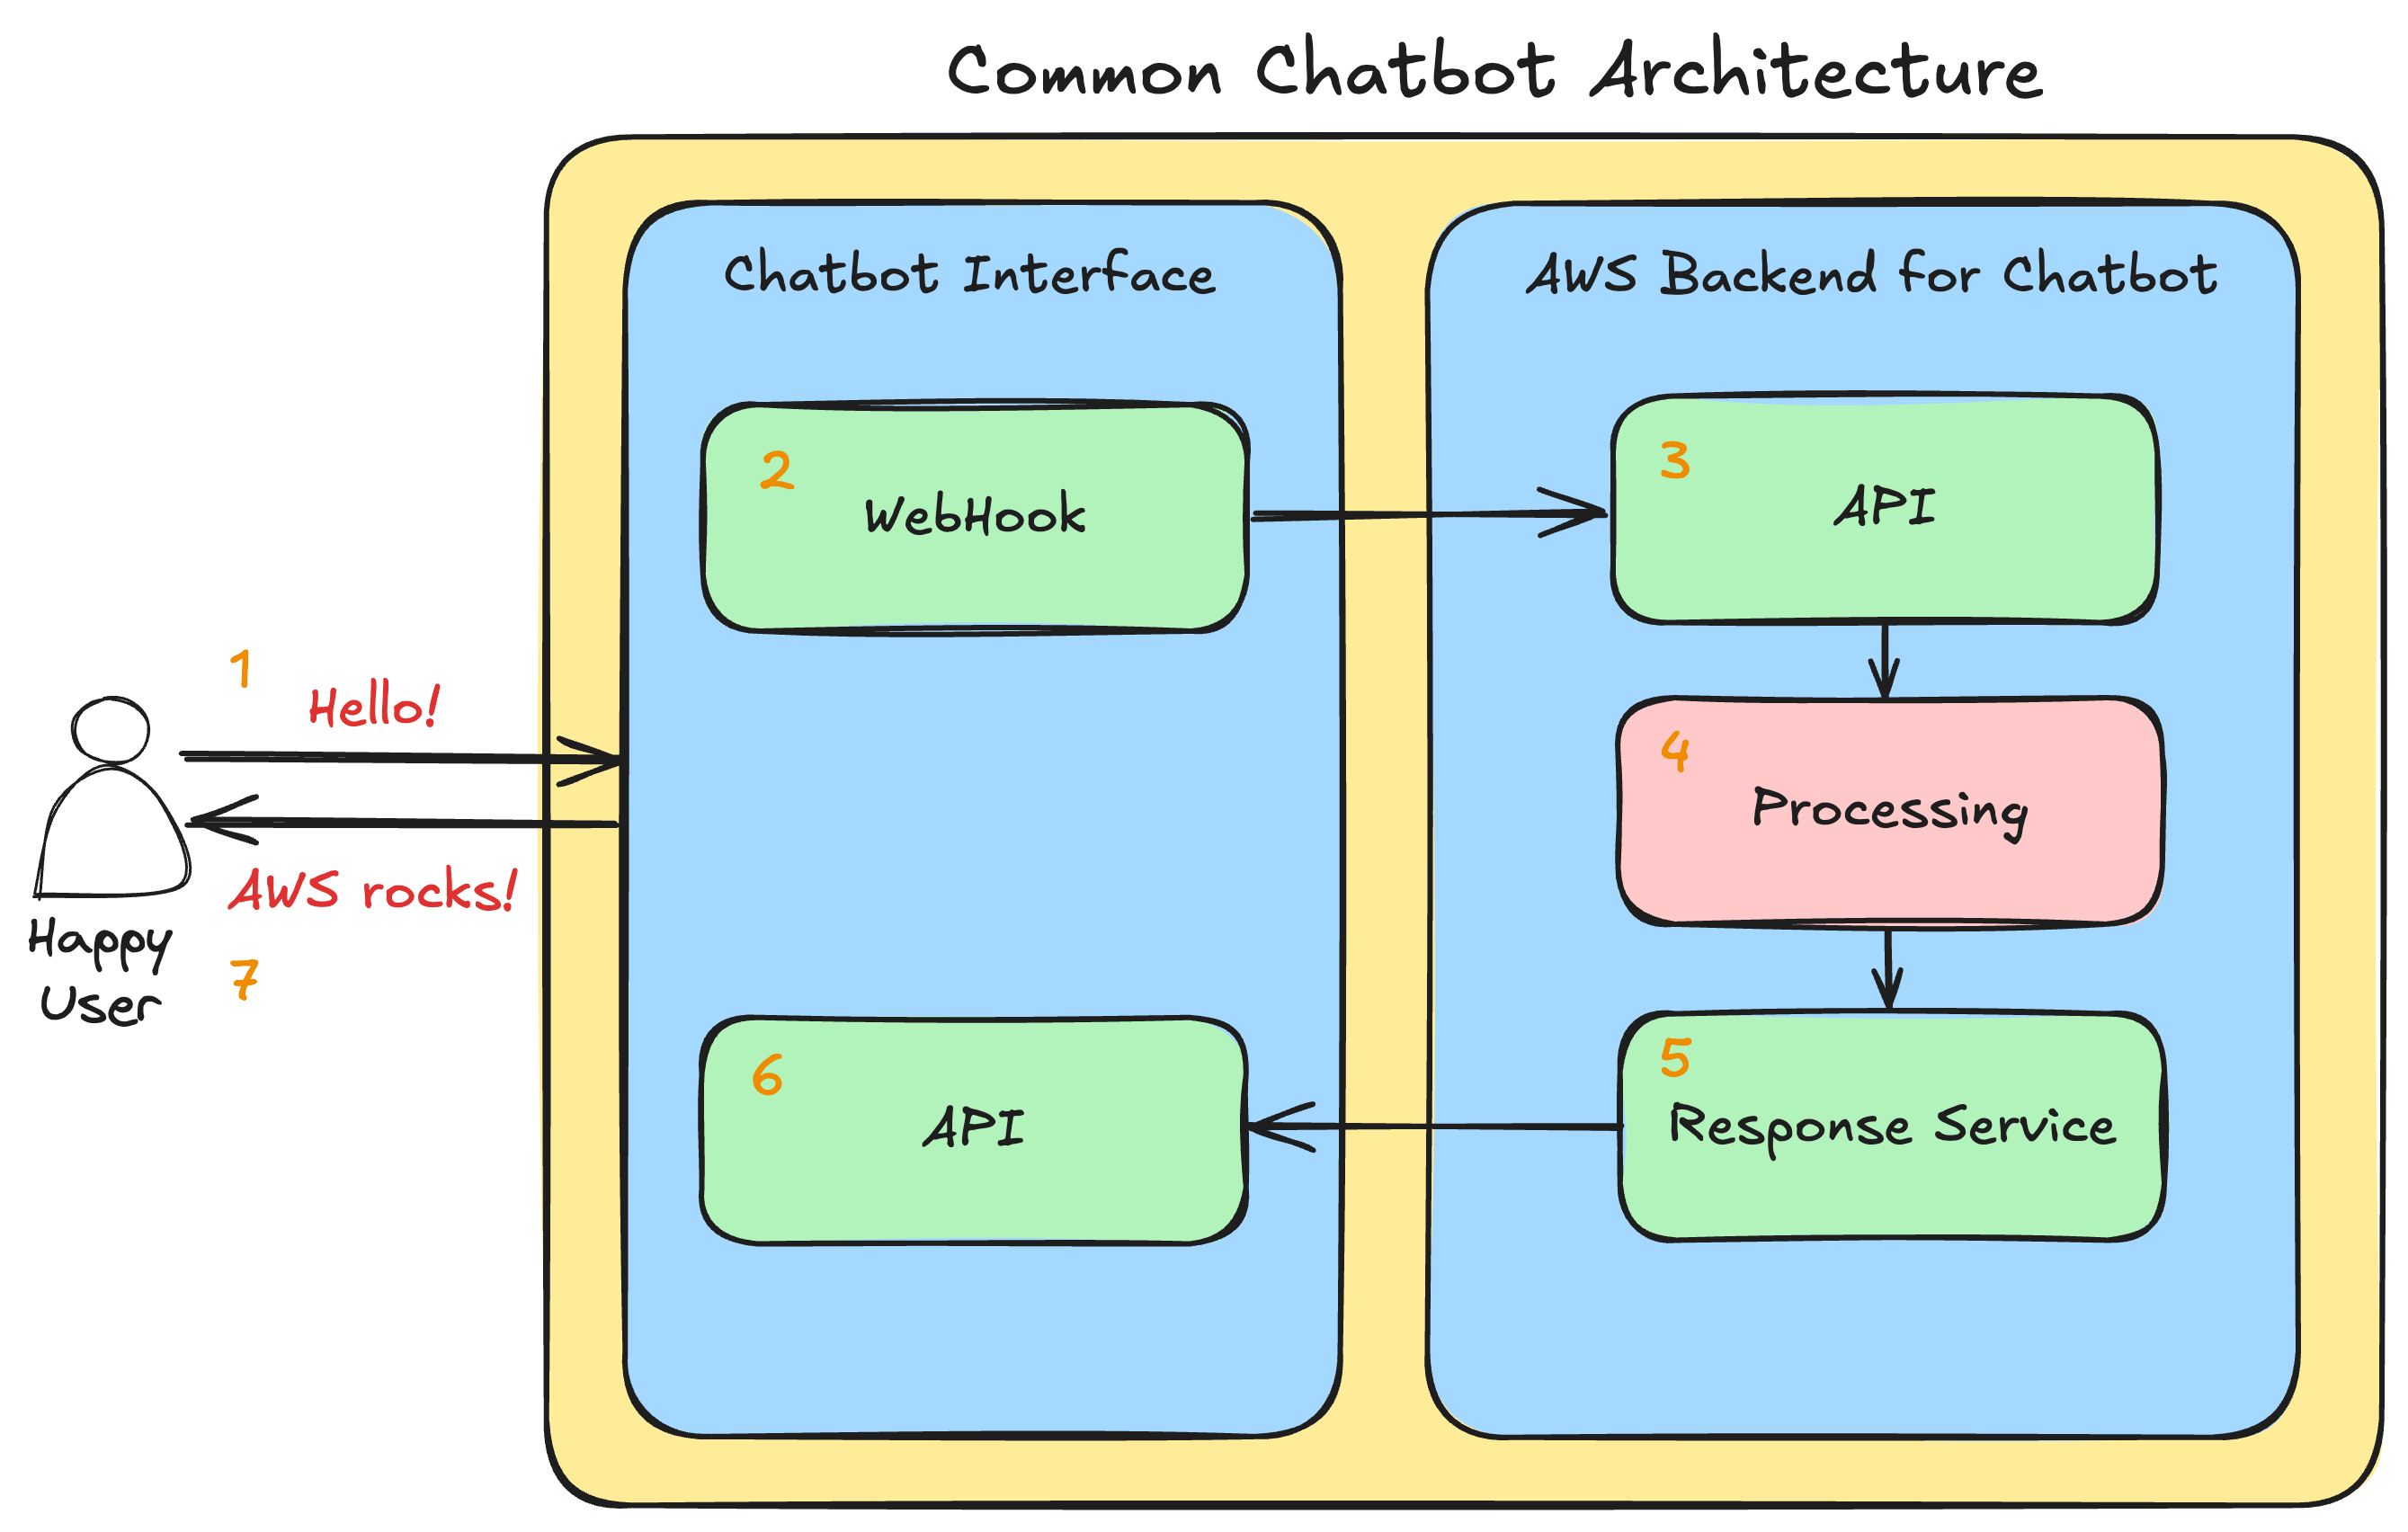 Common Chatbot Architecture
Chatbot Interface
AWS Backend for Chatbot
1
Hello!
2
WebHook
3
API
4
Processing
5
Response Service
6
API
AWS rocks!
7
Happy
User